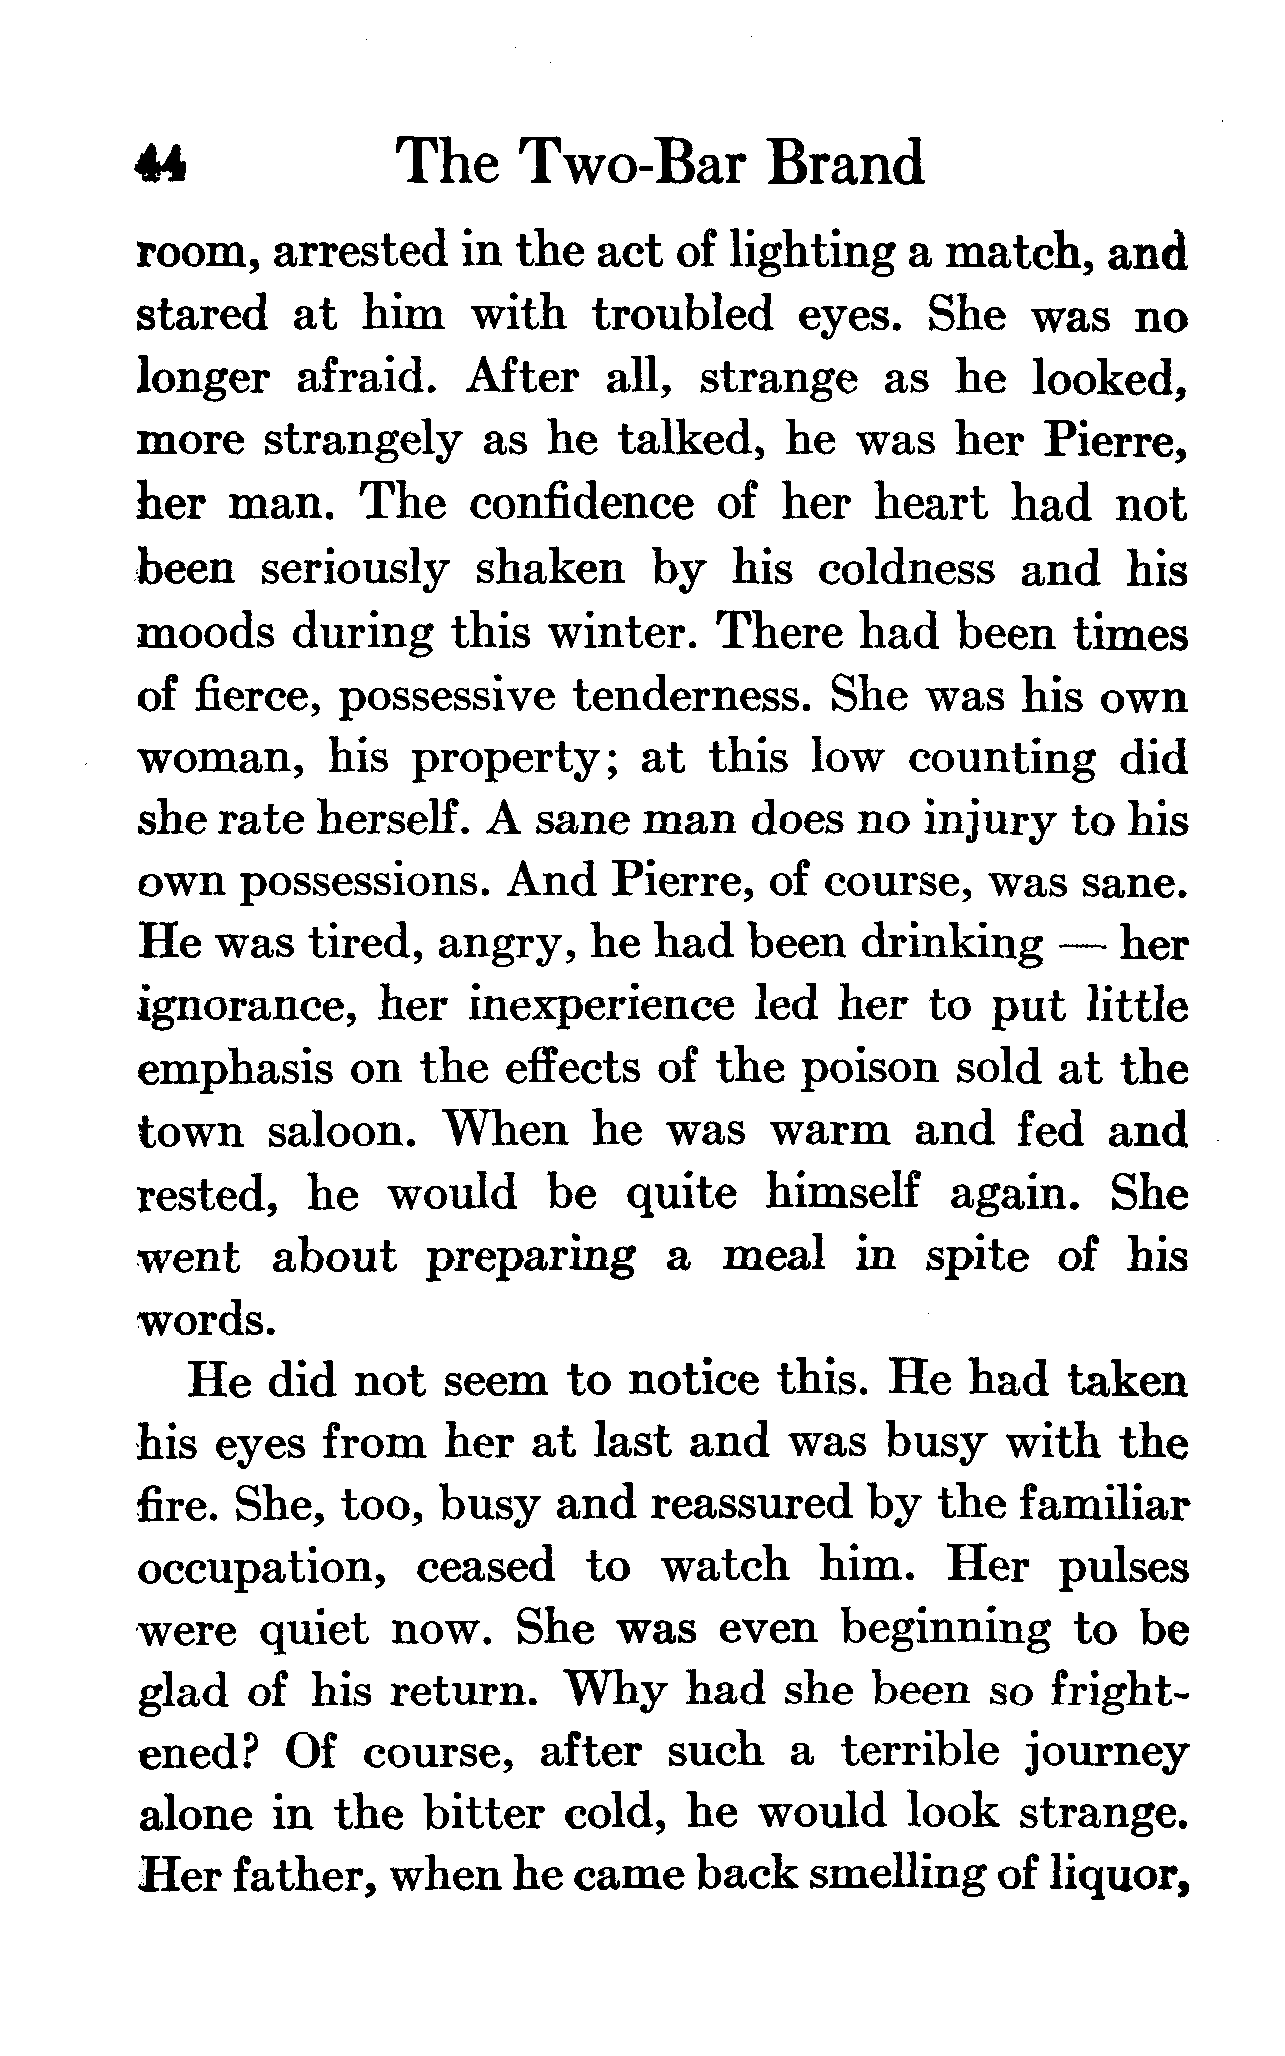 44 The Two-Bar Brand
room, arrested in the act of lighting a match, and
stared at him with troubled eyes. She was no
longer afraid. After all, strange as he looked,
more strangely as he talked, he was her Pierre,
her man. The confidence of her heart had not
been seriously shaken by his coldness and his
moods during this winter. There had been times
of fierce, possessive tenderness. She was his own
woman, his property; at this low counting did
she rate herself. A sane man does no injury to his
own possessions. And Pierre, of course, was sane.
He was tired, angry, he had been drinking — her
ignorance, her inexperience led her to put little
emphasis on the effects of the poison sold at the
town saloon. When he was warm and fed and
rested, he would be quite himself again. She
went about preparing a meal in spite of his
words.
He did not seem to notice this. He had taken
his eyes from her at last and was busy with the
fire. She, too, busy and reassured by the familiar
occupation, ceased to watch him. Her pulses
were quiet now. She was even beginning to be
glad of his return. Why had she been so fright-
ened? Of course, after such a terrible journey
alone in the bitter cold, he would look strange.
Her father, when he came back smelling of liquor,